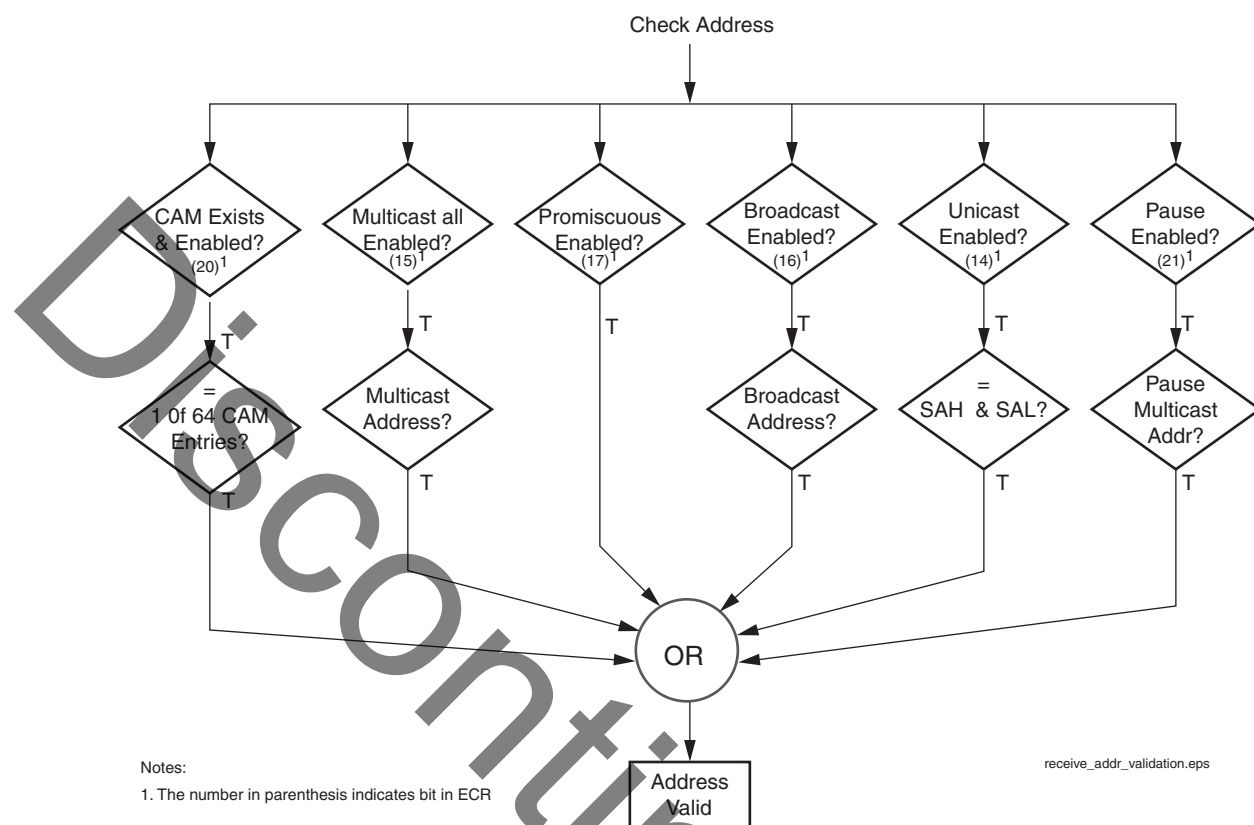 Check Address
CAM Exists
& Enabled?
(20)1
Multicast all
Enabled?
(15)1
Promiscuous
Enabled?
(17)1
Broadcast
Enabled?
(16)1
Unicast
Enabled?
(14)1
Pause
Enabled?
(21)1
T
T
T
T
T
T
=
1 0f 64 CAM
Entries?
Multicast
Address?
Broadcast
Address?
=
SAH & SAL?
Pause
Multicast
Addr?
T
T
T
T
T
OR
Address
Valid
Notes:
1. The number in parenthesis indicates bit in ECR
receive_addr_validation.eps
Discontin